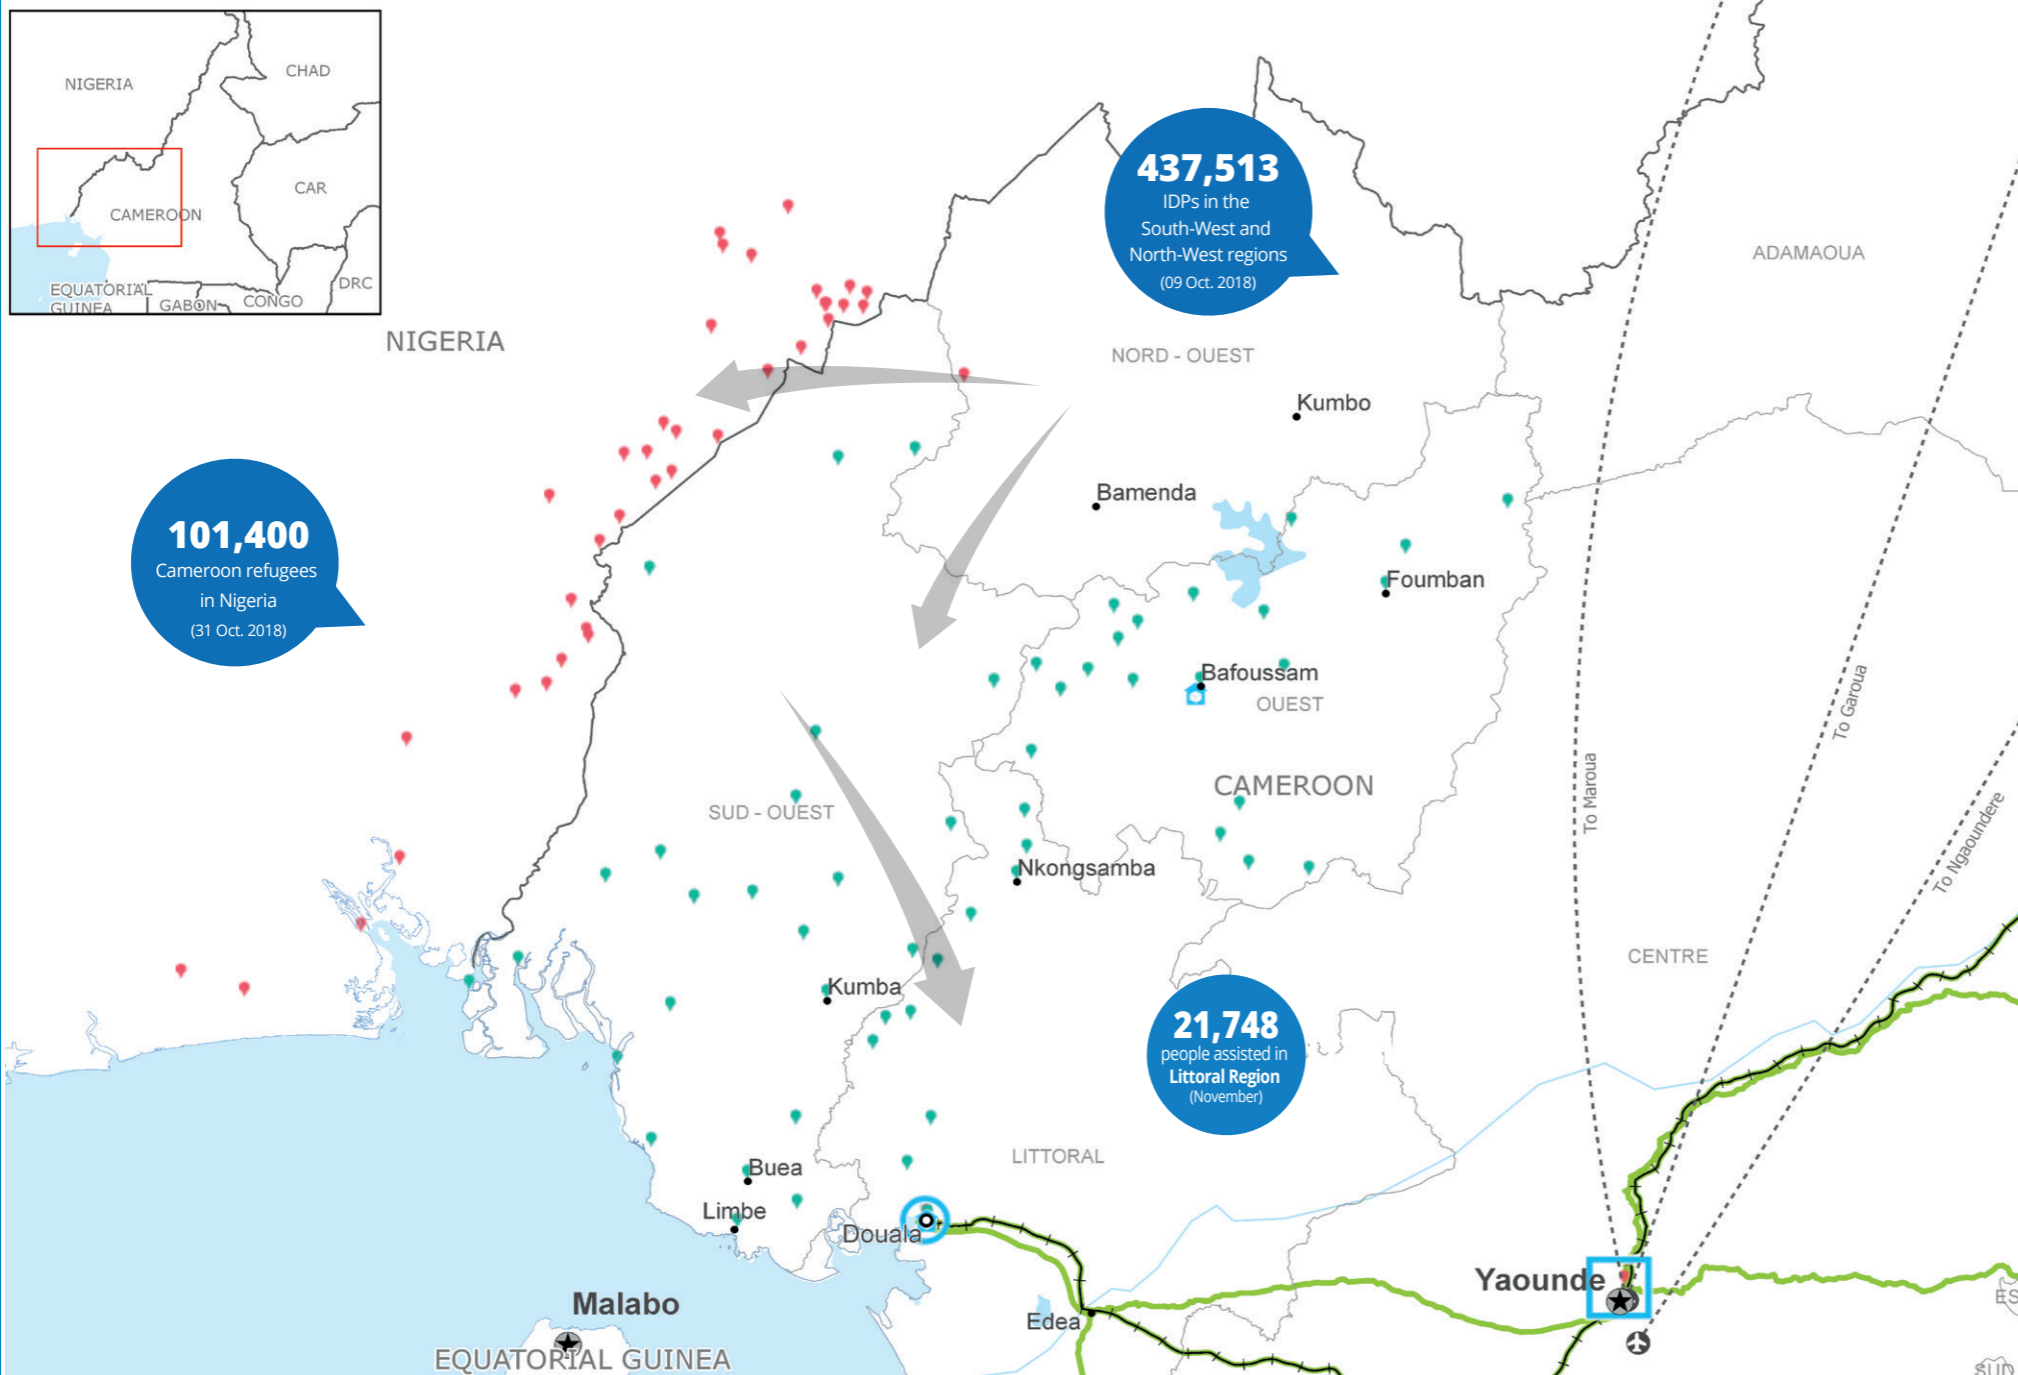 NIGERIA
CHAD
CAR
CAMEROON
EQUATORIAL
GUINEA
GABON
CONGO
DRC
437,513
IDPs in the
South-West and
North-West regions
(09 Oct. 2018)
ADAMAOUA
NIGERIA
NORD - OUEST
Kumbo
Bamenda
101,400
Cameroon refugees
in Nigeria
(31 Oct. 2018)
Foumban
Bafoussam
OUEST
To Maroua
To Garoua
To Ngaoundere
CAMEROON
SUD - OUEST
Nkongsamba
CENTRE
Kumba
21,748
people assisted in
Littoral Region
(November)
LITTORAL
Buea
Limbe
Douala
Yaounde
Malabo
Edea
EQUATORIAL GUINEA
ES
SUD